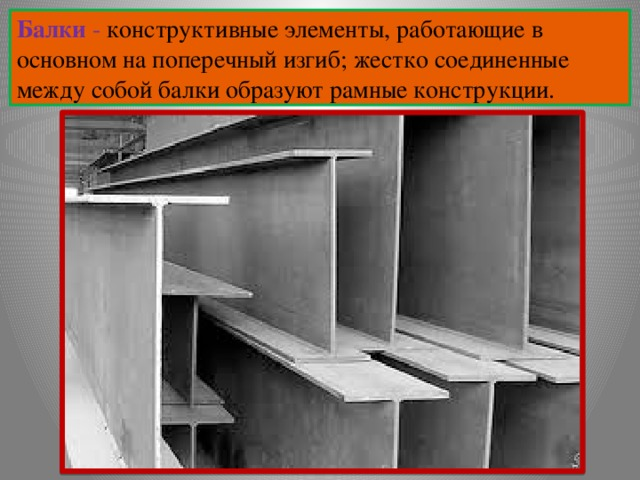 Балки - конструктивные элементы, работающие в
основном на поперечный изгиб; жестко соединенные
между собой балки образуют рамные конструкции.